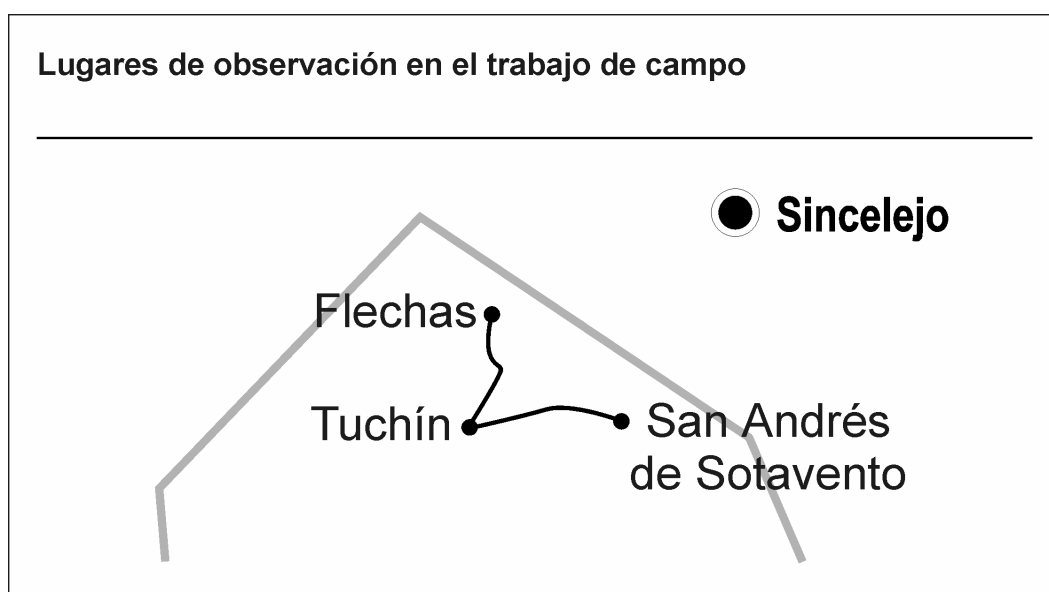 Lugares de observación en el trabajo de campo
Sincelejo
Flechas
Tuchín
San Andrés
de Sotavento